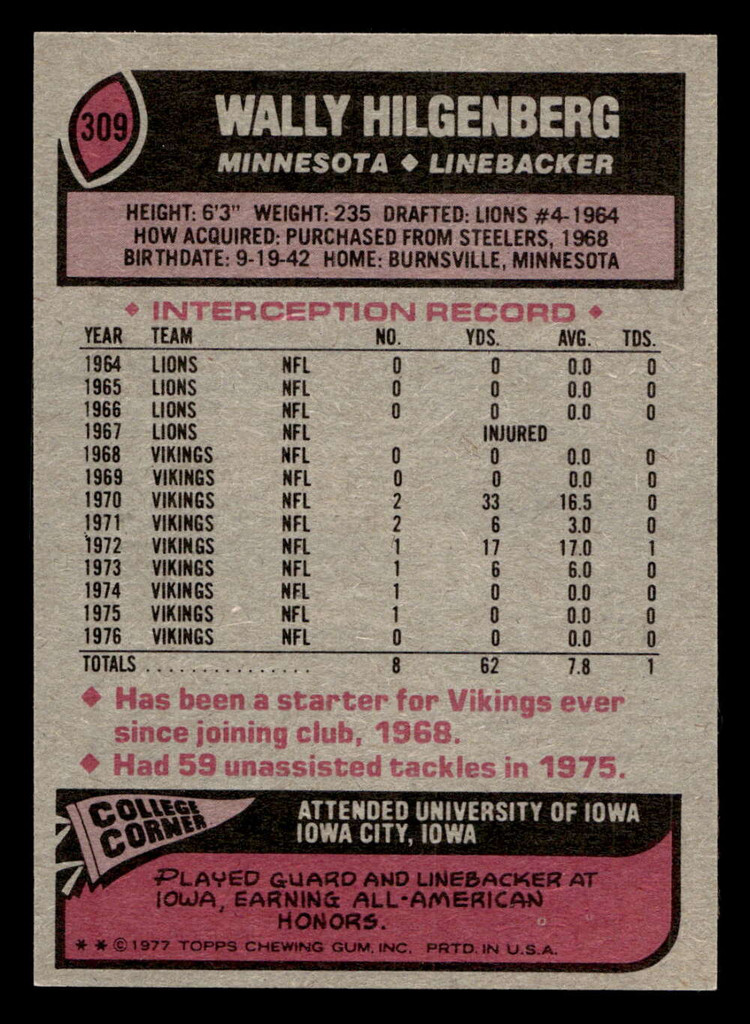 309
WALLY HILGENBERG
MINNESOTA ◆ LINEBACKER
HEIGHT: 6'3" WEIGHT: 235 DRAFTED: LIONS #4-1964
HOW ACQUIRED: PURCHASED FROM STEELERS, 1968
BIRTHDATE: 9-19-42 HOME: BURNSVILLE, MINNESOTA
◆ INTERCEPTION RECORD ◆
YEAR TEAM NO. YDS. AVG. TDS.
1964 LIONS NFL 0 0 0.0 0
1965 LIONS NFL 0 0 0.0 0
1966 LIONS NFL 0 0 0.0 0
1967 LIONS NFL INJURED
1968 VIKINGS NFL 0 0 0.0 0
1969 VIKINGS NFL 0 0 0.0 0
1970 VIKINGS NFL 2 33 16.5 0
1971 VIKINGS NFL 2 6 3.0 0
1972 VIKINGS NFL 1 17 17.0 1
1973 VIKINGS NFL 1 6 6.0 0
1974 VIKINGS NFL 1 0 0.0 0
1975 VIKINGS NFL 1 0 0.0 0
1976 VIKINGS NFL 0 0 0.0 0
TOTALS ................ 8 62 7.8 1
◆ Has been a starter for Vikings ever
since joining club, 1968.
◆ Had 59 unassisted tackles in 1975.
COLLEGE
CORNER
ATTENDED UNIVERSITY OF IOWA
IOWA CITY, IOWA
PLAYED GUARD AND LINEBACKER AT
IOWA, EARNING ALL-AMERICAN
HONORS.
* * © 1977 TOPPS CHEWING GUM, INC. PRTD. IN U.S.A.